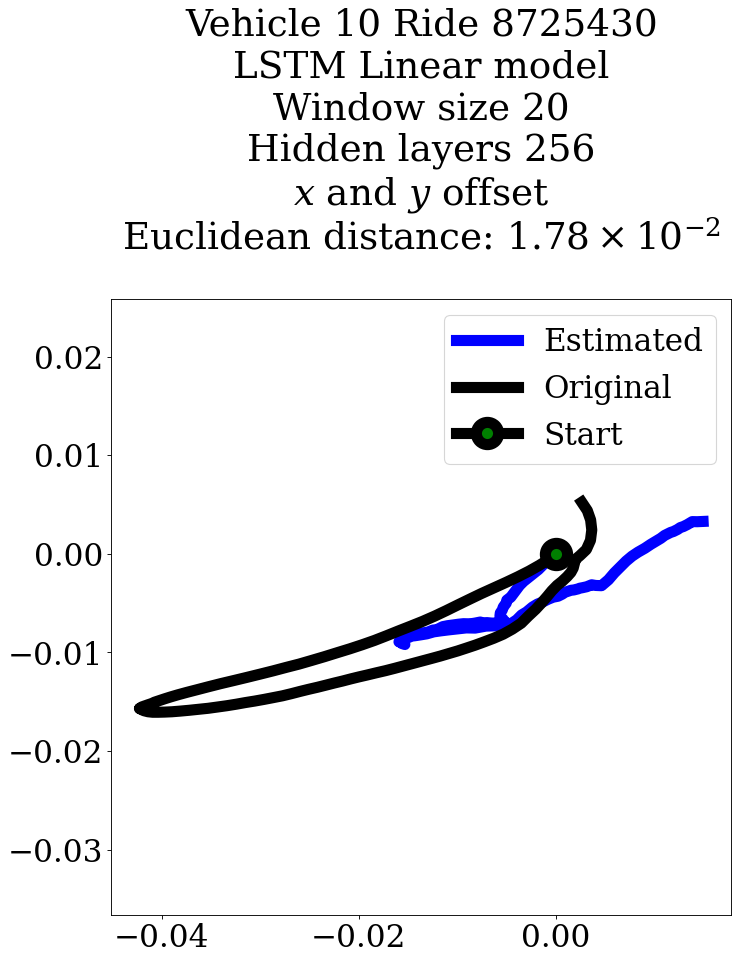 Vehicle 10 Ride 8725430
LSTM Linear model
Window size 20
Hidden layers 256
x and y offset
Euclidean distance: 1.78 × 10⁻²
Estimated
Original
Start
0.02
0.01
0.00
−0.01
−0.02
−0.03
−0.04
−0.02
0.00